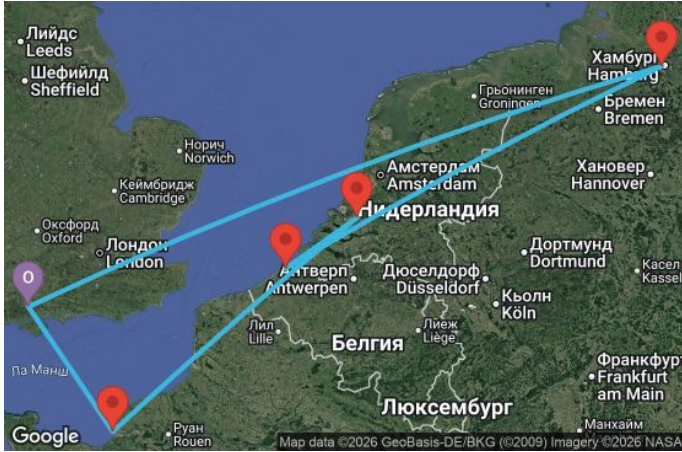 Лийдс
Leeds
Шефийлд
Sheffield
Хамбург
Hamburg
Грьонинген
Groningen
Бремен
Bremen
Норич
Norwich
Амстердам
Amsterdam
Хановер
Hannover
Кеймбридж
Cambridge
Нидерландия
Оксфорд
Oxford
Лондон
London
Дортмунд
Dortmund
O
Антверп
Antwerpen
Дюселдорф
Düsseldorf
Касел
Kassel
Кьолн
Köln
Лил
Lille
Белгия
Лиеж
Liège
Ла Манш
Франкфурт
Frankfurt
am Main
Люксембург
Google
Руан
Rouen
Манхайм
Map data ©2026 GeoBasis-DE/BKG (©2009) Imagery ©2026 NASA